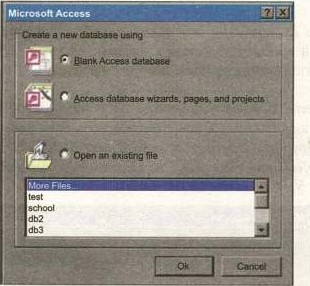 Microsoft Access
Create a new database using
Blank Access database
Access database wizards, pages, and projects
Open an existing file
More Files...
test
school
db2
db3
Ok
Cancel